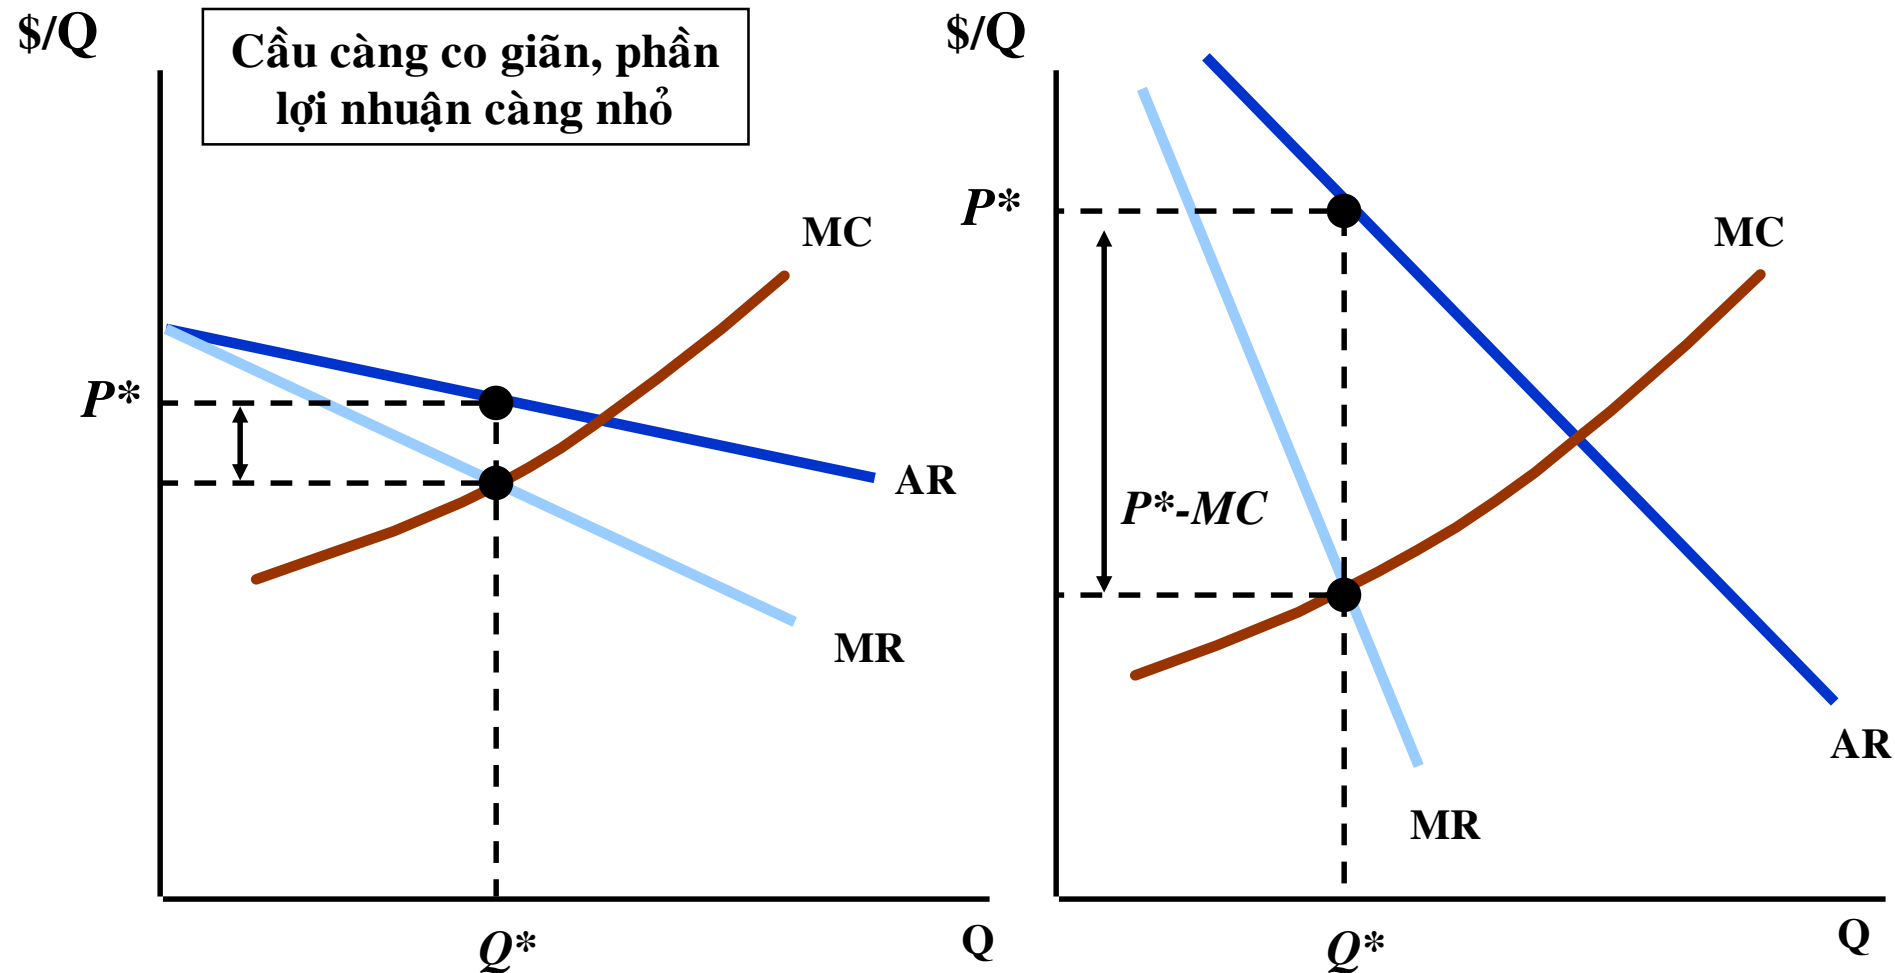 $/Q
Cầu càng co giãn, phần
lợi nhuận càng nhỏ
MC
P*
AR
MR
Q*
Q
$/Q
P*
MC
P*-MC
AR
MR
Q*
Q